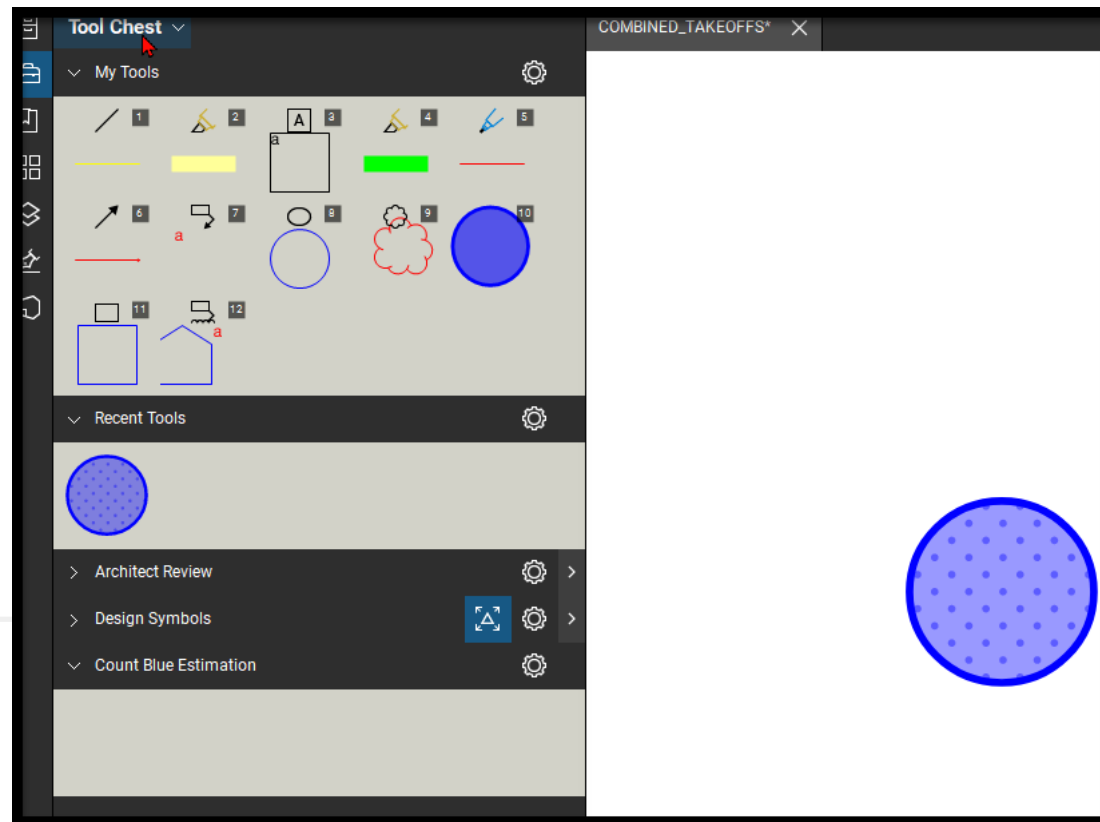 Tool Chest
COMBINED_TAKEOFFS*
My Tools
1 2 A 3 4 5
a
6 7 8 9 10
a
11 12
a
Recent Tools
Architect Review
Design Symbols
Count Blue Estimation